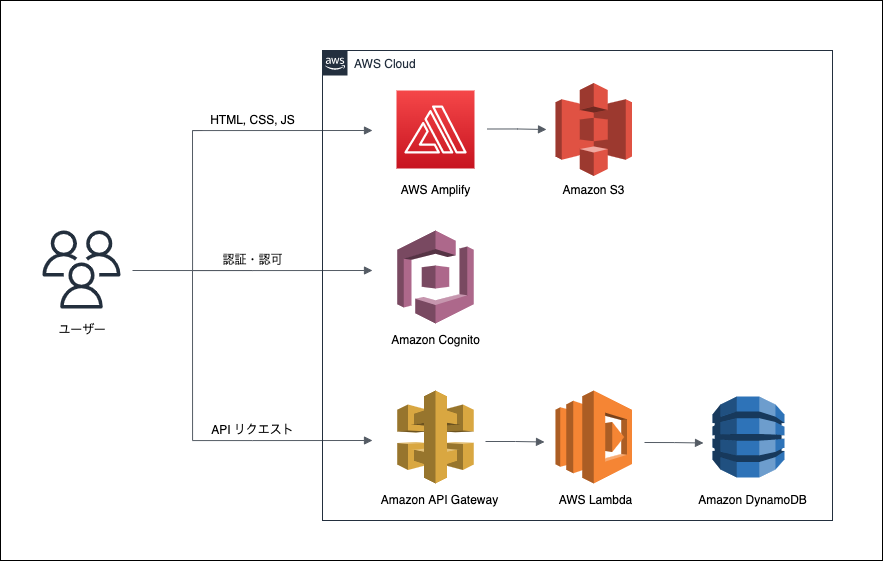 aws
AWS Cloud
HTML, CSS, JS
AWS Amplify
Amazon S3
認証・認可
ユーザー
Amazon Cognito
API リクエスト
Amazon API Gateway
AWS Lambda
Amazon DynamoDB